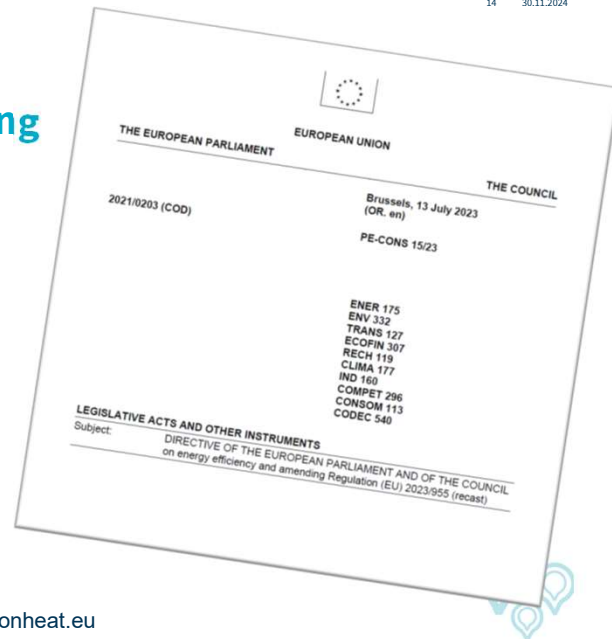 14 30.11.2024
ng
EUROPEAN UNION
THE EUROPEAN PARLIAMENT
THE COUNCIL
Brussels, 13 July 2023
(OR. en)
2021/0203 (COD)
PE-CONS 15/23
ENER 175
ENV 332
TRANS 127
ECOFIN 307
RECH 119
CLIMA 177
IND 160
COMPET 296
CONSOM 113
CODEC 540
LEGISLATIVE ACTS AND OTHER INSTRUMENTS
Subject: DIRECTIVE OF THE EUROPEAN PARLIAMENT AND OF THE COUNCIL
on energy efficiency and amending Regulation (EU) 2023/955 (recast)
onheat.eu